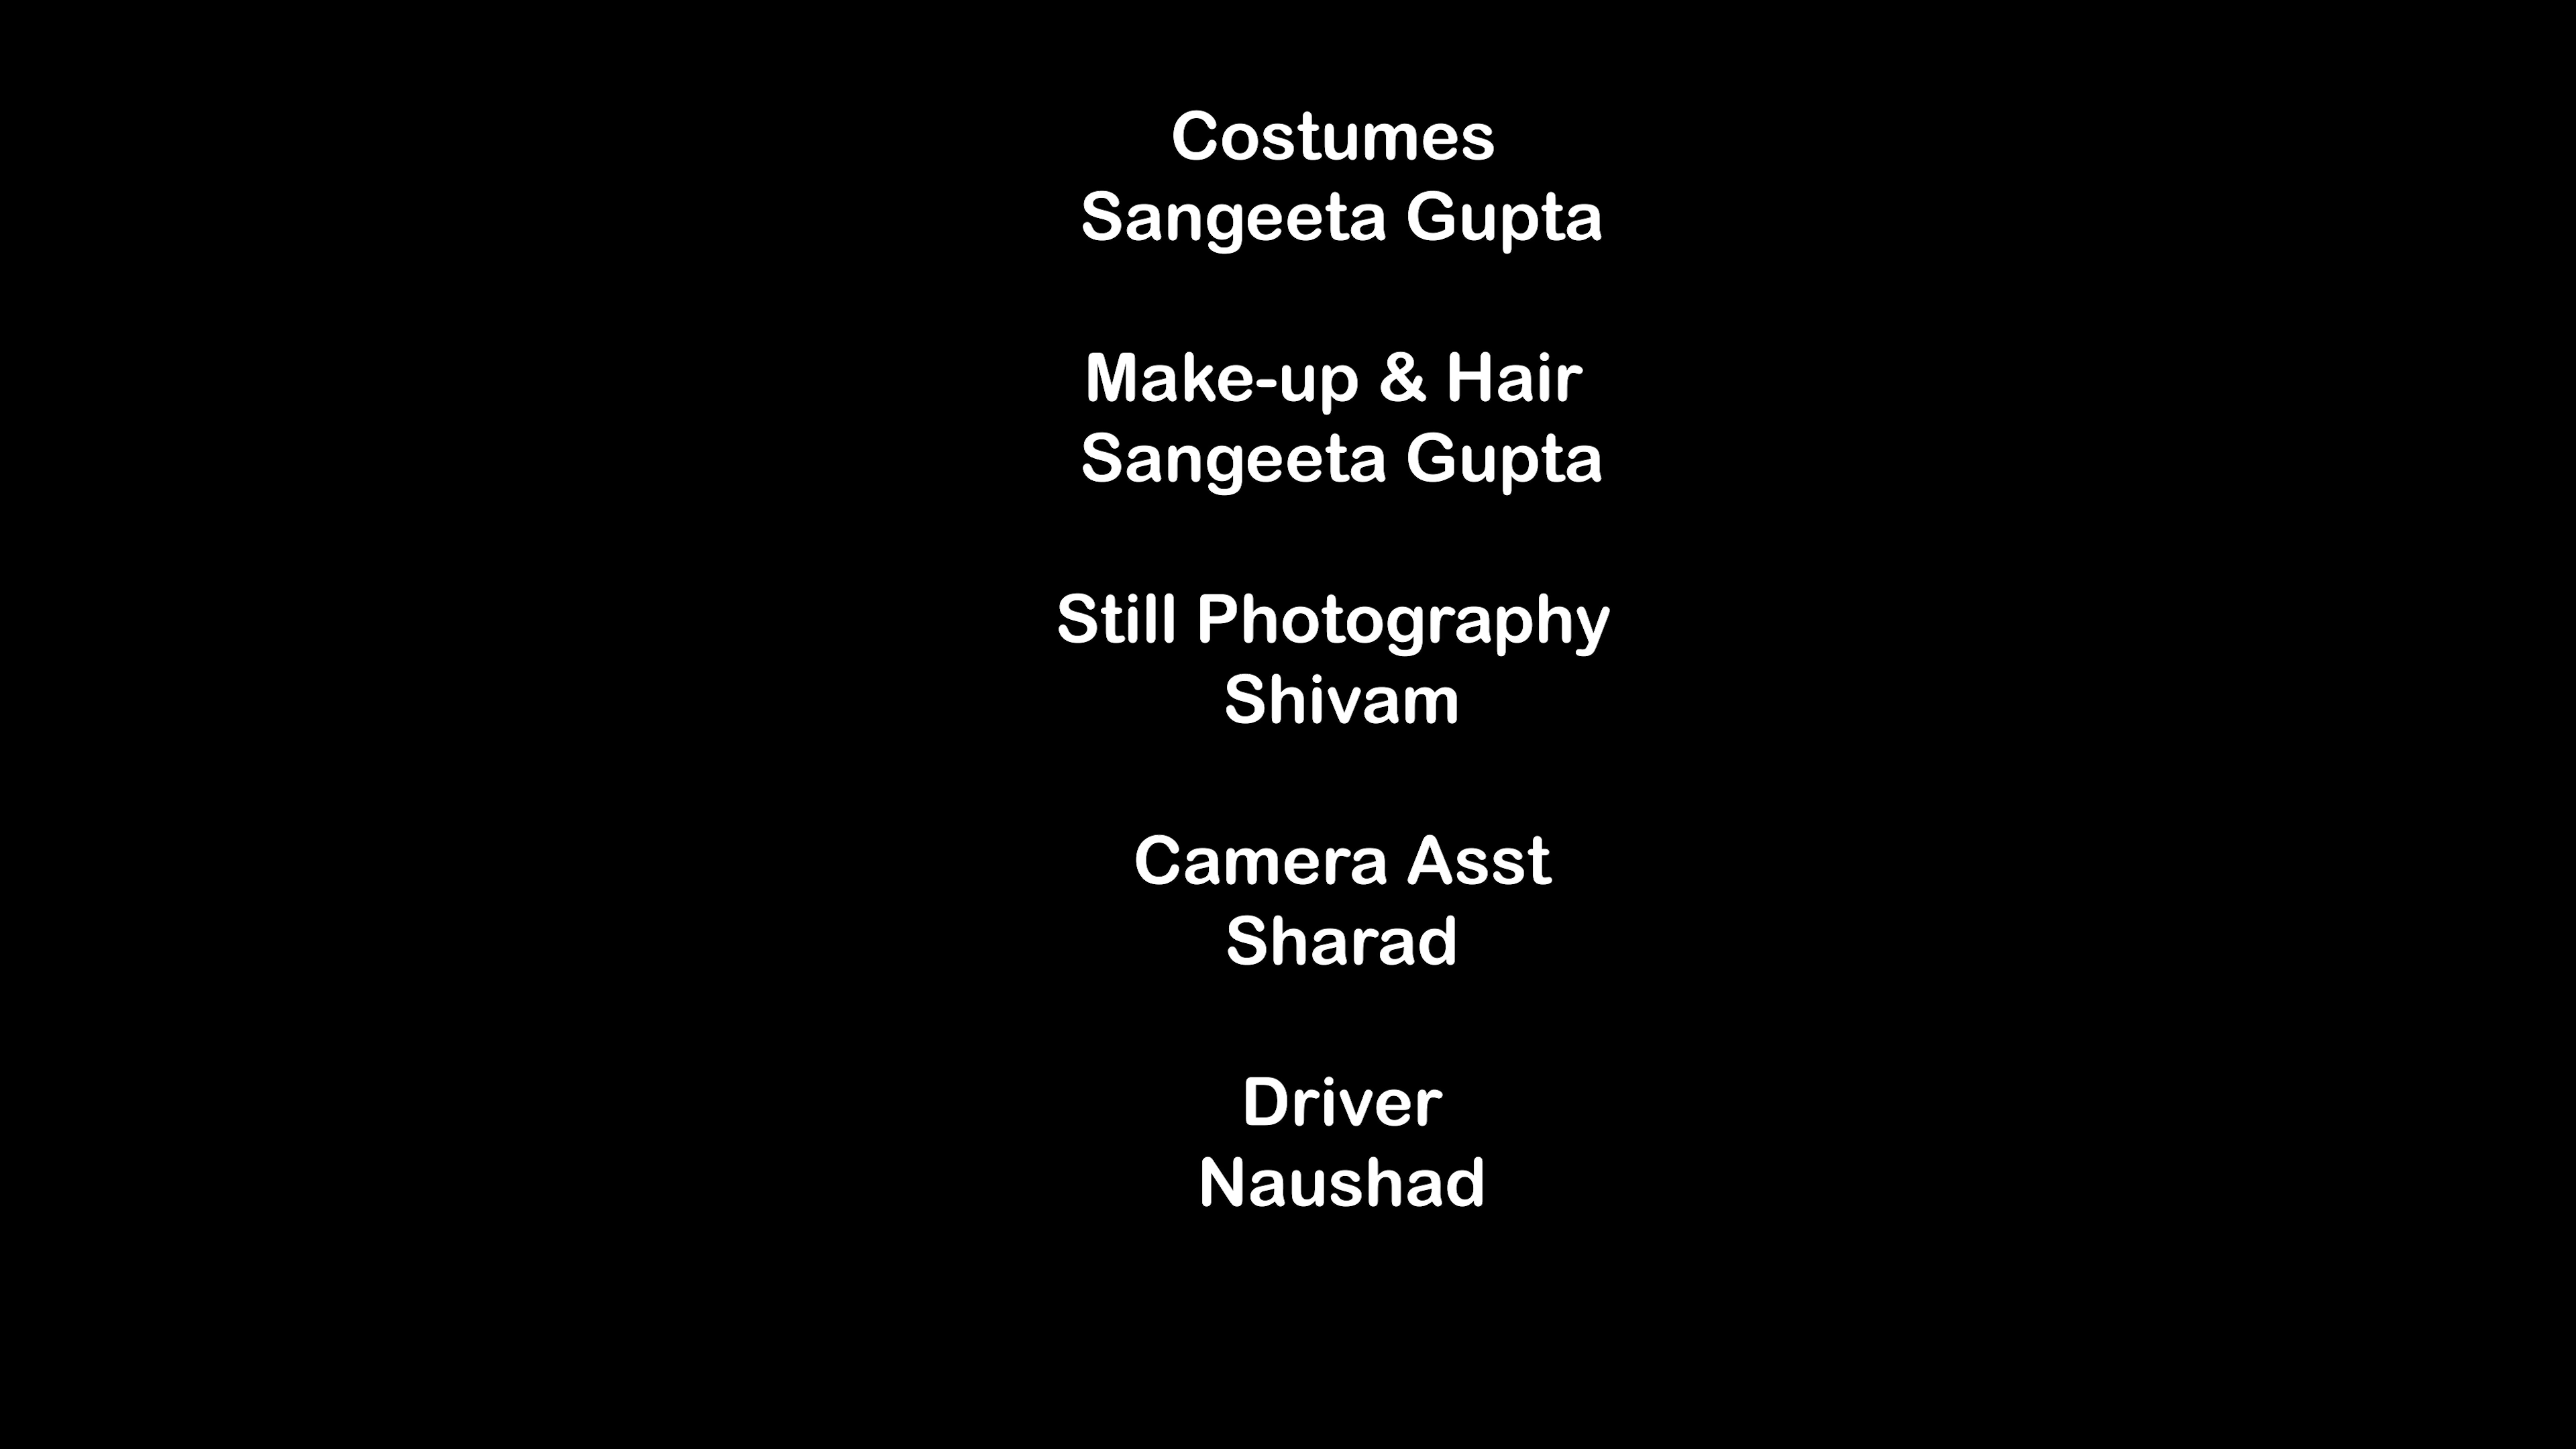 Costumes
Sangeeta Gupta
Make-up & Hair
Sangeeta Gupta
Still Photography
Shivam
Camera Asst
Sharad
Driver
Naushad